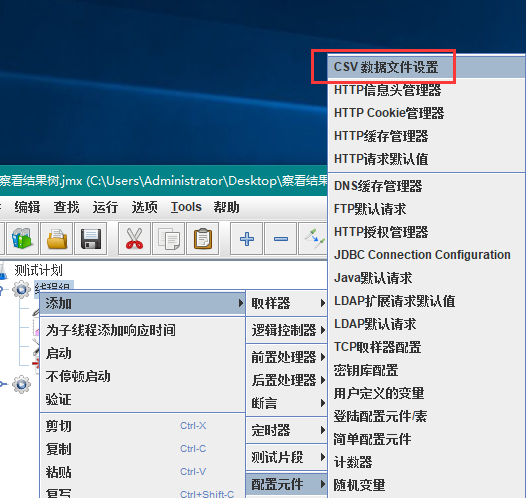 CSV 数据文件设置
HTTP信息头管理器
HTTP Cookie管理器
HTTP缓存管理器
HTTP请求默认值
DNS缓存管理器
FTP默认请求
HTTP授权管理器
JDBC Connection Configuration
Java默认请求
LDAP扩展请求默认值
LDAP默认请求
TCP取样器配置
密钥库配置
用户定义的变量
登陆配置元件/素
简单配置元件
计数器
随机变量
察看结果树.jmx (C:\Users\Administrator\Desktop\察看结果
编辑 查找 运行 选项 Tools 帮助
测试计划
线程组
添加
为子线程添加响应时间
启动
不停顿启动
验证
剪切 Ctrl-X
复制 Ctrl-C
粘贴 Ctrl-V
复写 Ctrl+Shift-C
取样器
逻辑控制器
前置处理器
后置处理器
断言
定时器
测试片段
配置元件